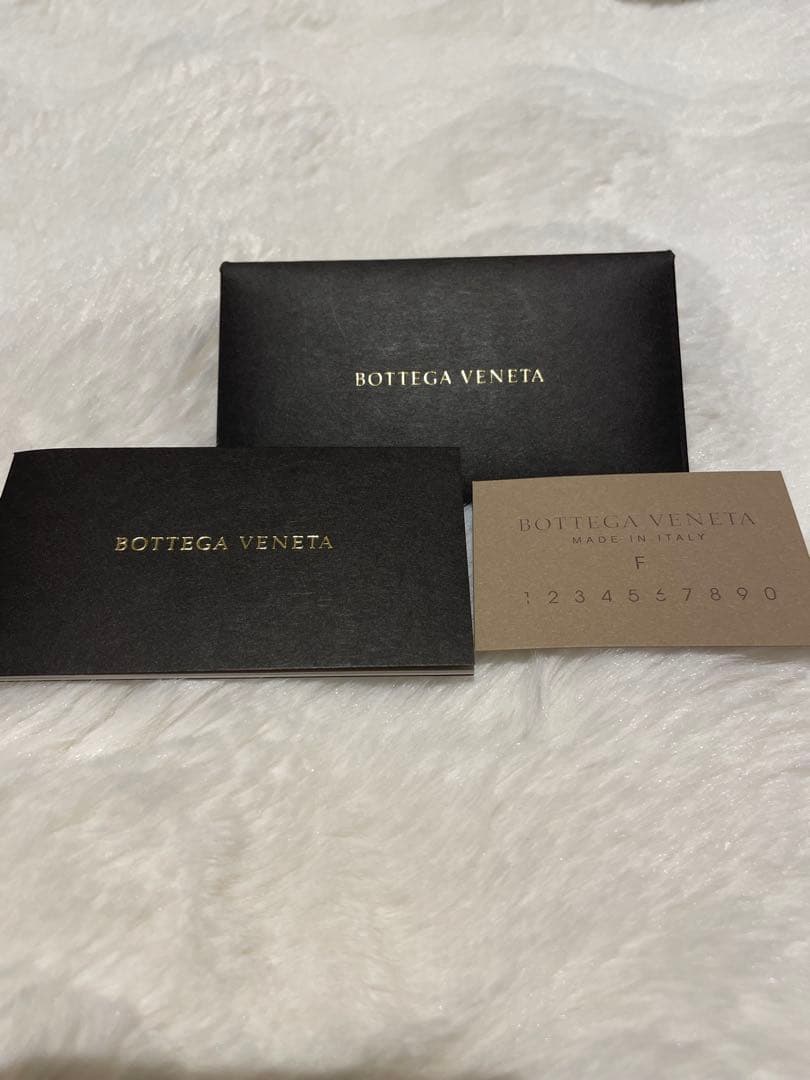 BOTTEGA VENETA
BOTTEGA VENETA
BOTTEGA VENETA
MADE IN ITALY
F
1 2 3 4 5 6 7 8 9 0